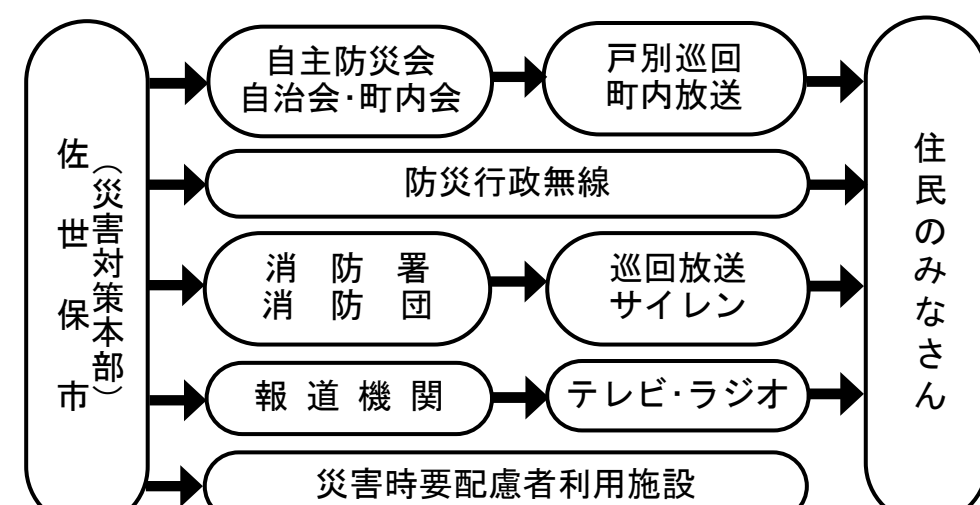 佐世保市
（災害対策本部）
自主防災会
自治会・町内会
戸別巡回
町内放送
防災行政無線
消防署
消防団
巡回放送
サイレン
報道機関
テレビ・ラジオ
災害時要配慮者利用施設
住民のみなさん